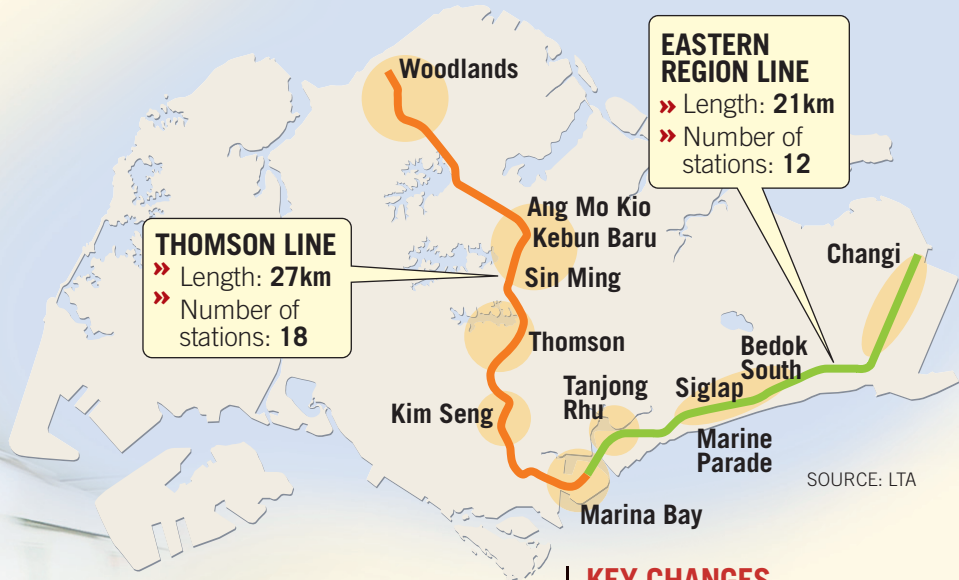 Woodlands
EASTERN
REGION LINE
» Length: 21km
» Number of
stations: 12
Ang Mo Kio
Kebun Baru
Sin Ming
THOMSON LINE
» Length: 27km
» Number of
stations: 18
Changi
Thomson
Bedok
South
Tanjong
Rhu
Siglap
Kim Seng
Marine
Parade
SOURCE: LTA
Marina Bay
KEY CHANGES